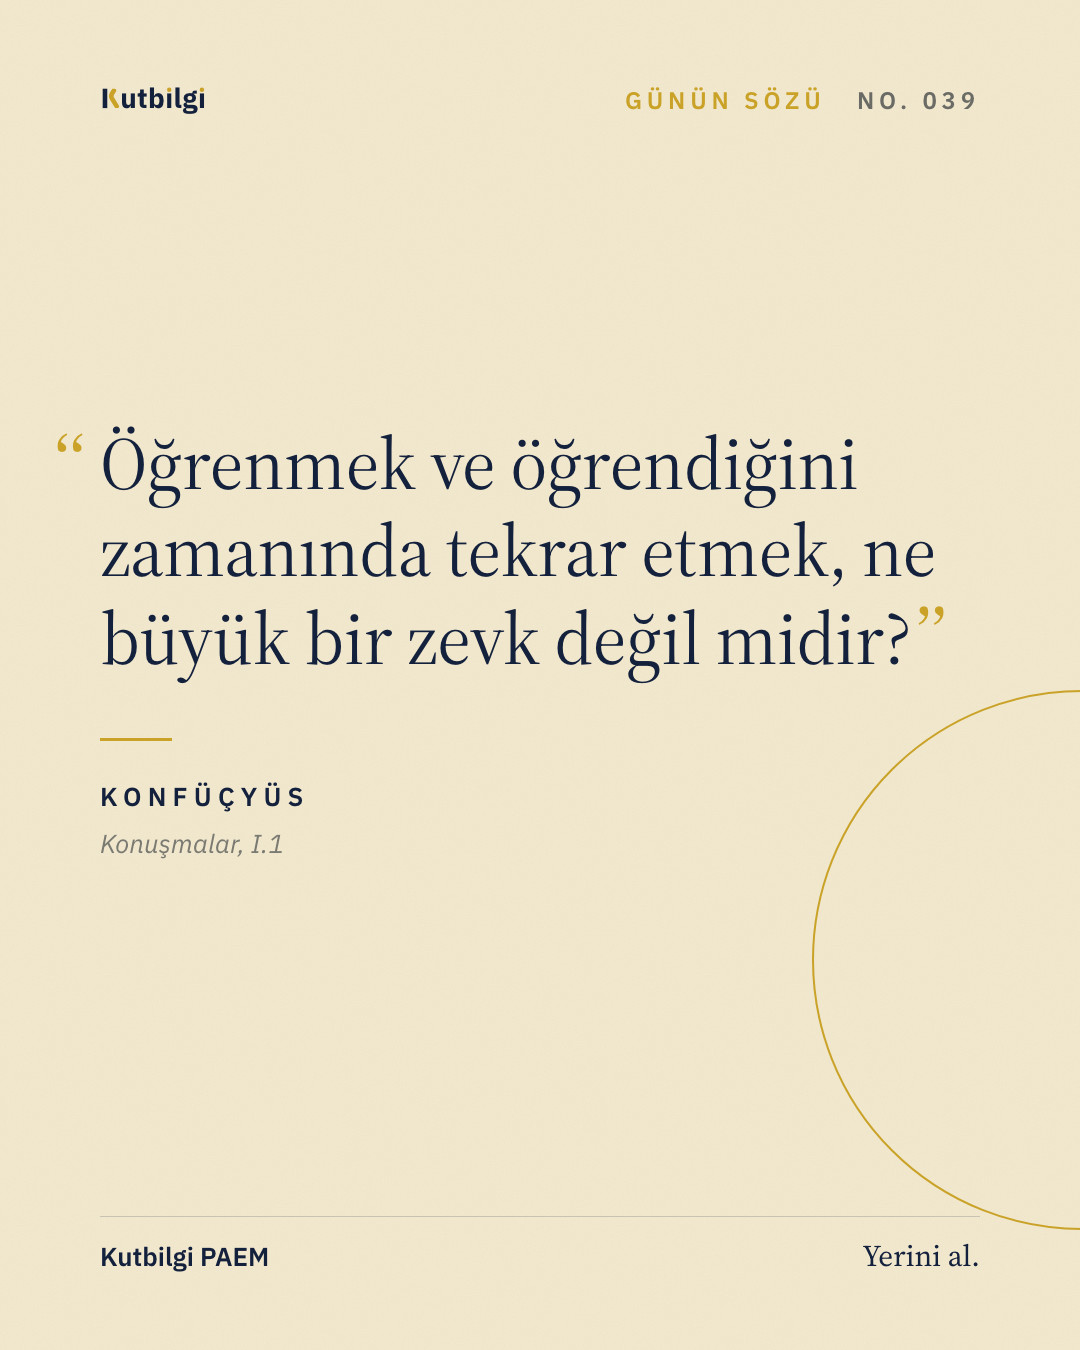 Kutbilgi
GÜNÜN SÖZÜ NO. 039
“Öğrenmek ve öğrendiğini
zamanında tekrar etmek, ne
büyük bir zevk değil midir?”
KONFÜÇYÜS
Konuşmalar, I.1
Kutbilgi PAEM
Yerini al.